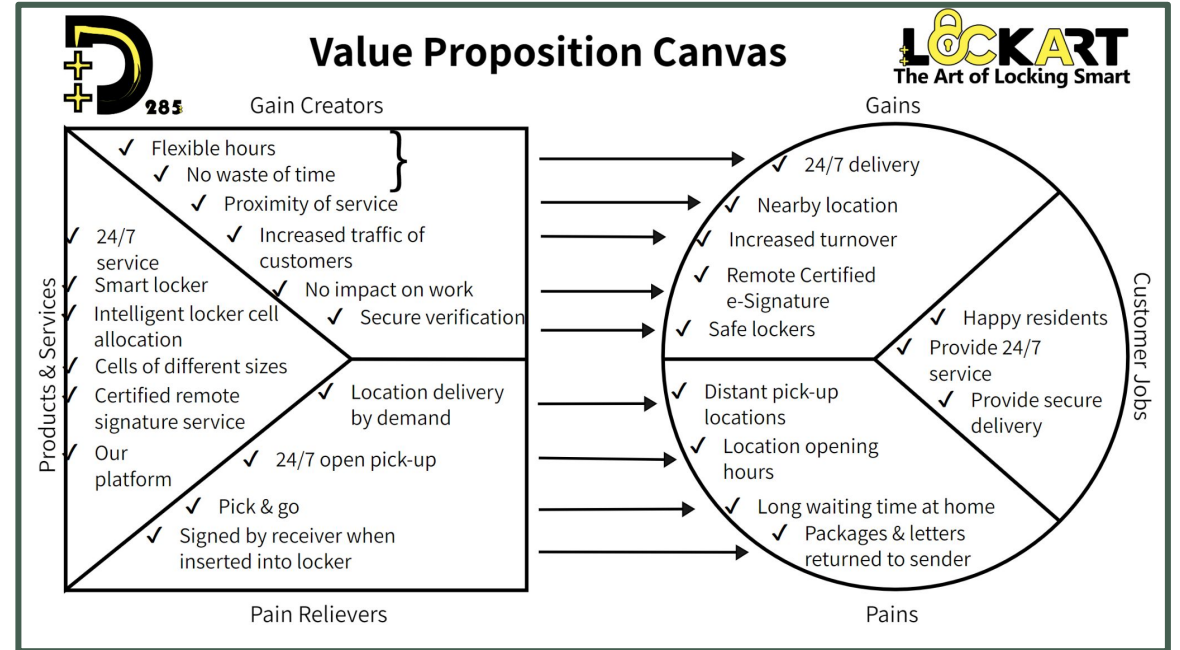 D
285
Value Proposition Canvas
LOCKART
The Art of Locking Smart
Gain Creators
Flexible hours
No waste of time
Proximity of service
Increased traffic of
customers
No impact on work
Secure verification
Products & Services
24/7
service
Smart locker
Intelligent locker cell
allocation
Cells of different sizes
Certified remote
signature service
Our
platform
Location delivery
by demand
24/7 open pick-up
Pick & go
Signed by receiver when
inserted into locker
Pain Relievers
Gains
24/7 delivery
Nearby location
Increased turnover
Remote Certified
e-Signature
Safe lockers
Customer Jobs
Happy residents
Provide 24/7
service
Provide secure
delivery
Distant pick-up
locations
Location opening
hours
Long waiting time at home
Packages & letters
returned to sender
Pains